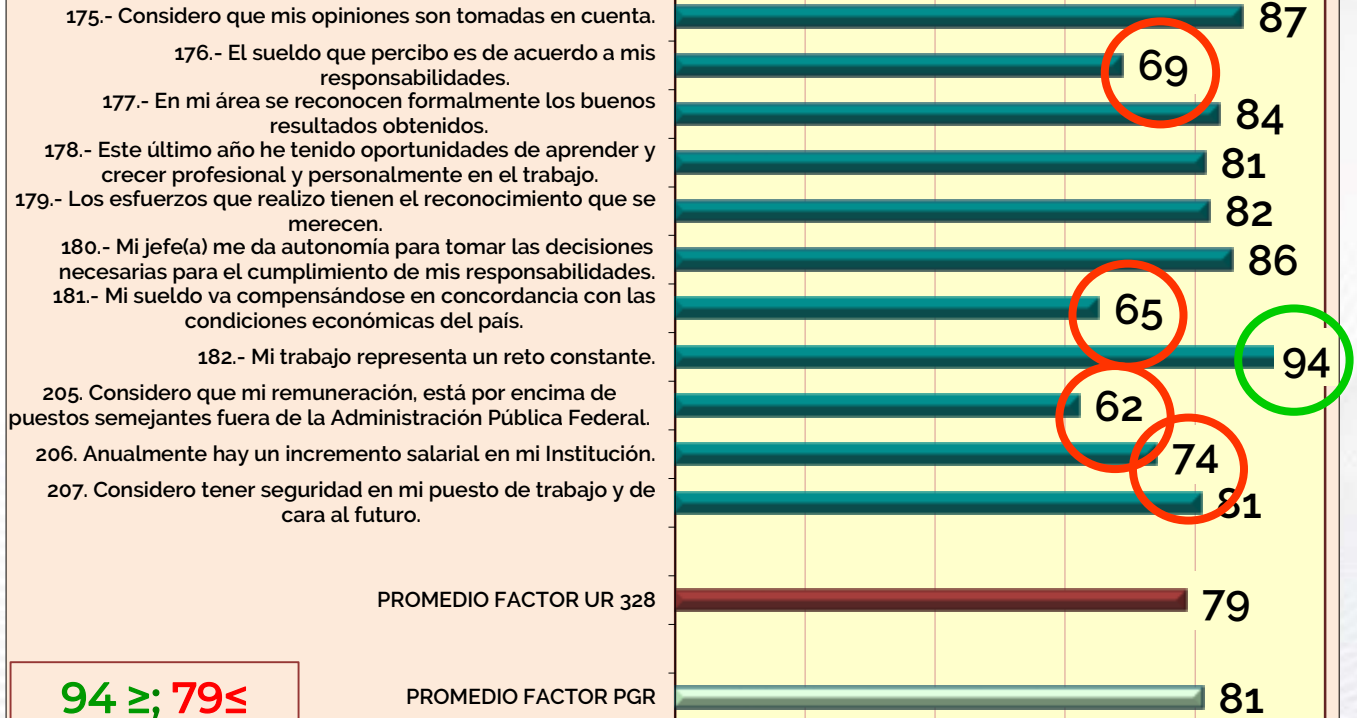 175.- Considero que mis opiniones son tomadas en cuenta.
87
176.- El sueldo que percibo es de acuerdo a mis
responsabilidades.
69
177.- En mi área se reconocen formalmente los buenos
resultados obtenidos.
84
178.- Este último año he tenido oportunidades de aprender y
crecer profesional y personalmente en el trabajo.
81
179.- Los esfuerzos que realizo tienen el reconocimiento que se
merecen.
82
180.- Mi jefe(a) me da autonomía para tomar las decisiones
necesarias para el cumplimiento de mis responsabilidades.
86
181.- Mi sueldo va compensándose en concordancia con las
condiciones económicas del país.
65
182.- Mi trabajo representa un reto constante.
94
205. Considero que mi remuneración, está por encima de
puestos semejantes fuera de la Administración Pública Federal.
62
206. Anualmente hay un incremento salarial en mi Institución.
74
207. Considero tener seguridad en mi puesto de trabajo y de
cara al futuro.
81
PROMEDIO FACTOR UR 328
79
94 ≥; 79≤
PROMEDIO FACTOR PGR
81